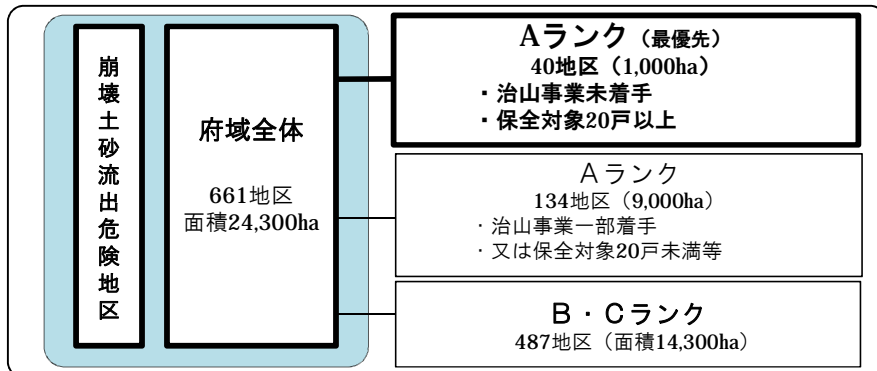 崩壊土砂流出危険地区
府域全体
661地区
面積24,300ha
Aランク（最優先）
40地区（1,000ha）
・治山事業未着手
・保全対象20戸以上
Aランク
134地区（9,000ha）
・治山事業一部着手
・又は保全対象20戸未満等
B・Cランク
487地区（面積14,300ha）